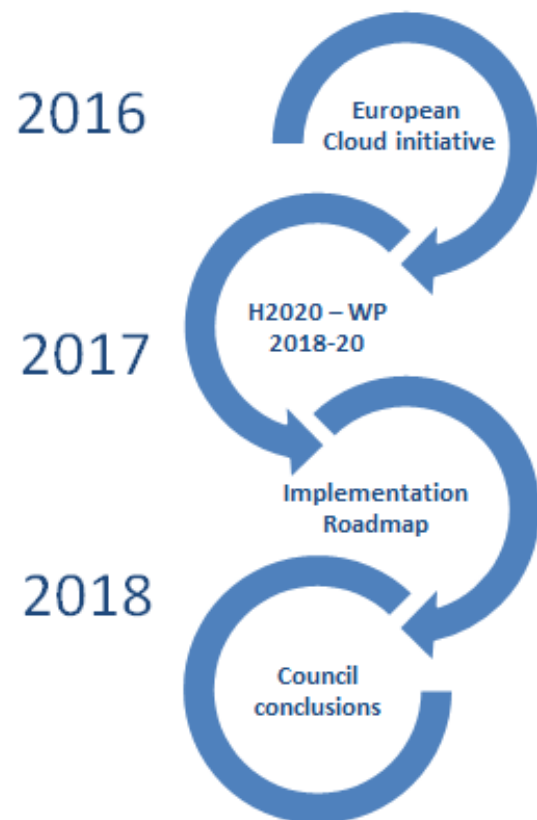 2016
European
Cloud initiative
H2020 – WP
2018-20
2017
Implementation
Roadmap
2018
Council
conclusions